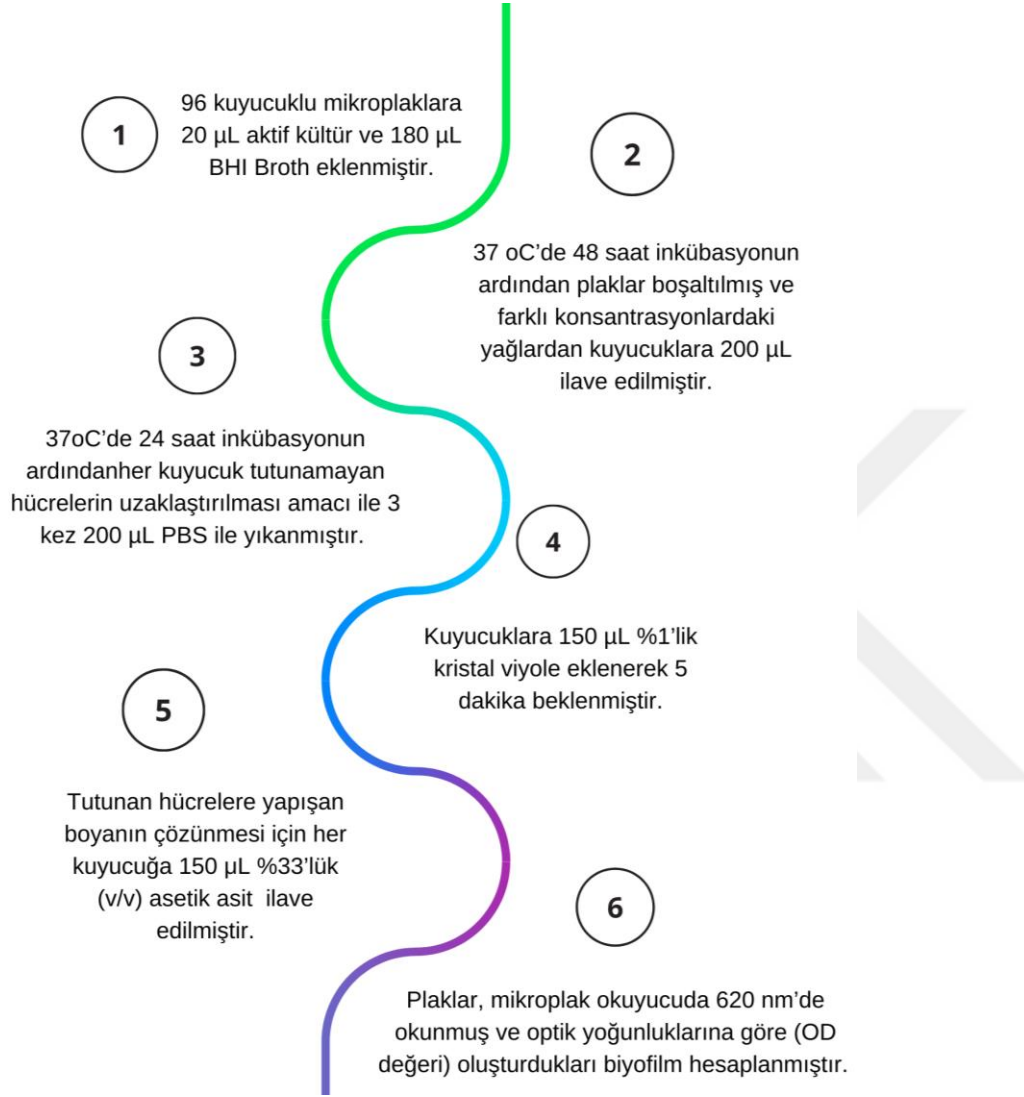 1
96 kuyucuklu mikroplaklara
20 µL aktif kültür ve 180 µL
BHI Broth eklenmiştir.
2
37 oC’de 48 saat inkübasyonun
ardından plaklar boşaltılmış ve
farklı konsantrasyonlardaki
yağlardan kuyucuklara 200 µL
ilave edilmiştir.
3
37oC’de 24 saat inkübasyonun
ardındanher kuyucuk tutunamayan
hücrelerin uzaklaştırılması amacı ile 3
kez 200 µL PBS ile yıkanmıştır.
4
Kuyucuklara 150 µL %1’lik
kristal viyole eklenerek 5
dakika beklenmiştir.
5
Tutunan hücrelere yapışan
boyanın çözünmesi için her
kuyucuğa 150 µL %33’lük
(v/v) asetik asit ilave
edilmiştir.
6
Plaklar, mikroplak okuyucuda 620 nm’de
okunmuş ve optik yoğunluklarına göre (OD
değeri) oluşturdukları biyofilm hesaplanmıştır.